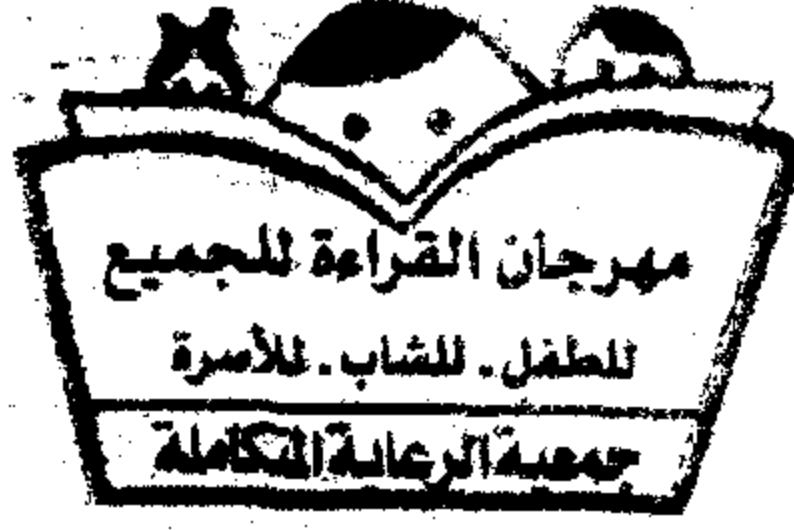 مهرجان القراءة للجميع
للطفل . للشاب . للأسرة
جمعية الرعاية المتكاملة